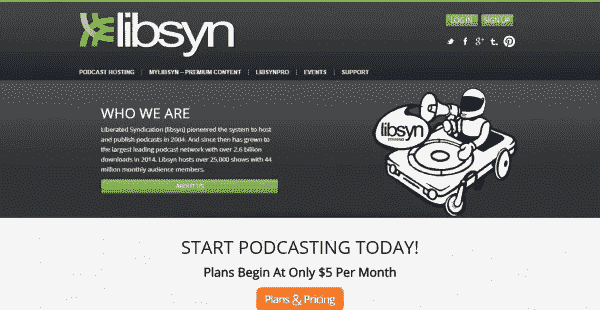 libsyn
LOG IN SIGN UP
PODCAST HOSTING | MYLIBSYN – PREMIUM CONTENT | LIBSYNPRO | EVENTS | SUPPORT
WHO WE ARE
Liberated Syndication (libsyn) pioneered the system to host
and publish podcasts in 2004. And since then has grown to
the largest leading podcast network with over 2.6 billion
downloads in 2014. Libsyn hosts over 25,000 shows with 44
million monthly audience members.
ABOUT US
libsyn
START PODCASTING TODAY!
Plans Begin At Only $5 Per Month
Plans & Pricing